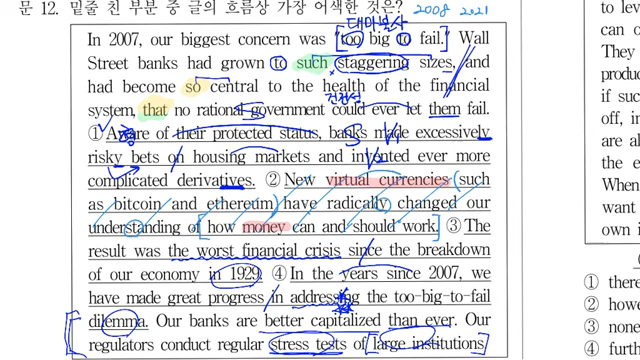 문 12. 밑줄 친 부분 중 글의 흐름상 가장 어색한 것은? 2008 2021
대마불사
In 2007, our biggest concern was "too big to fail." Wall
Street banks had grown to such staggering sizes, and
had become so central to the health of the financial
건전성
system, that no rational government could ever let them fail.
① Aware of their protected status, banks made excessively
risky bets on housing markets and invented ever more
complicated derivatives. ② New virtual currencies (such
as bitcoin and ethereum) have radically changed our
understanding of how money can and should work. ③ The
result was the worst financial crisis since the breakdown
of our economy in 1929. ④ In the years since 2007, we
have made great progress in addressing the too-big-to-fail
dilemma. Our banks are better capitalized than ever. Our
regulators conduct regular stress tests of large institutions
to lev
can o
They
produc
if suc
off, in
are al
the e
When
want
own i
① there
② howe
③ none
④ furth